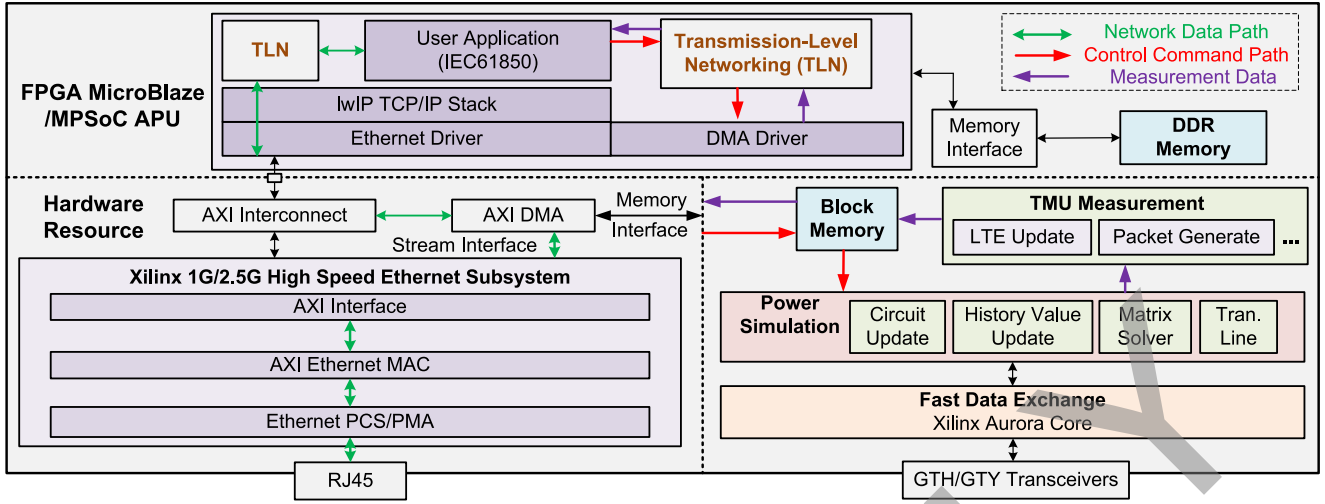 TLN
User Application
(IEC61850)
Transmission-Level
Networking (TLN)
Network Data Path
Control Command Path
Measurement Data
FPGA MicroBlaze
/MPSoC APU
lwIP TCP/IP Stack
Ethernet Driver
DMA Driver
Memory
Interface
DDR
Memory
Hardware
Resource
AXI Interconnect
AXI DMA
Memory
Interface
Stream Interface
Block
Memory
TMU Measurement
LTE Update
Packet Generate
...
Xilinx 1G/2.5G High Speed Ethernet Subsystem
AXI Interface
AXI Ethernet MAC
Ethernet PCS/PMA
RJ45
Power
Simulation
Circuit
Update
History Value
Update
Matrix
Solver
Tran.
Line
Fast Data Exchange
Xilinx Aurora Core
GTH/GTY Transceivers
Y